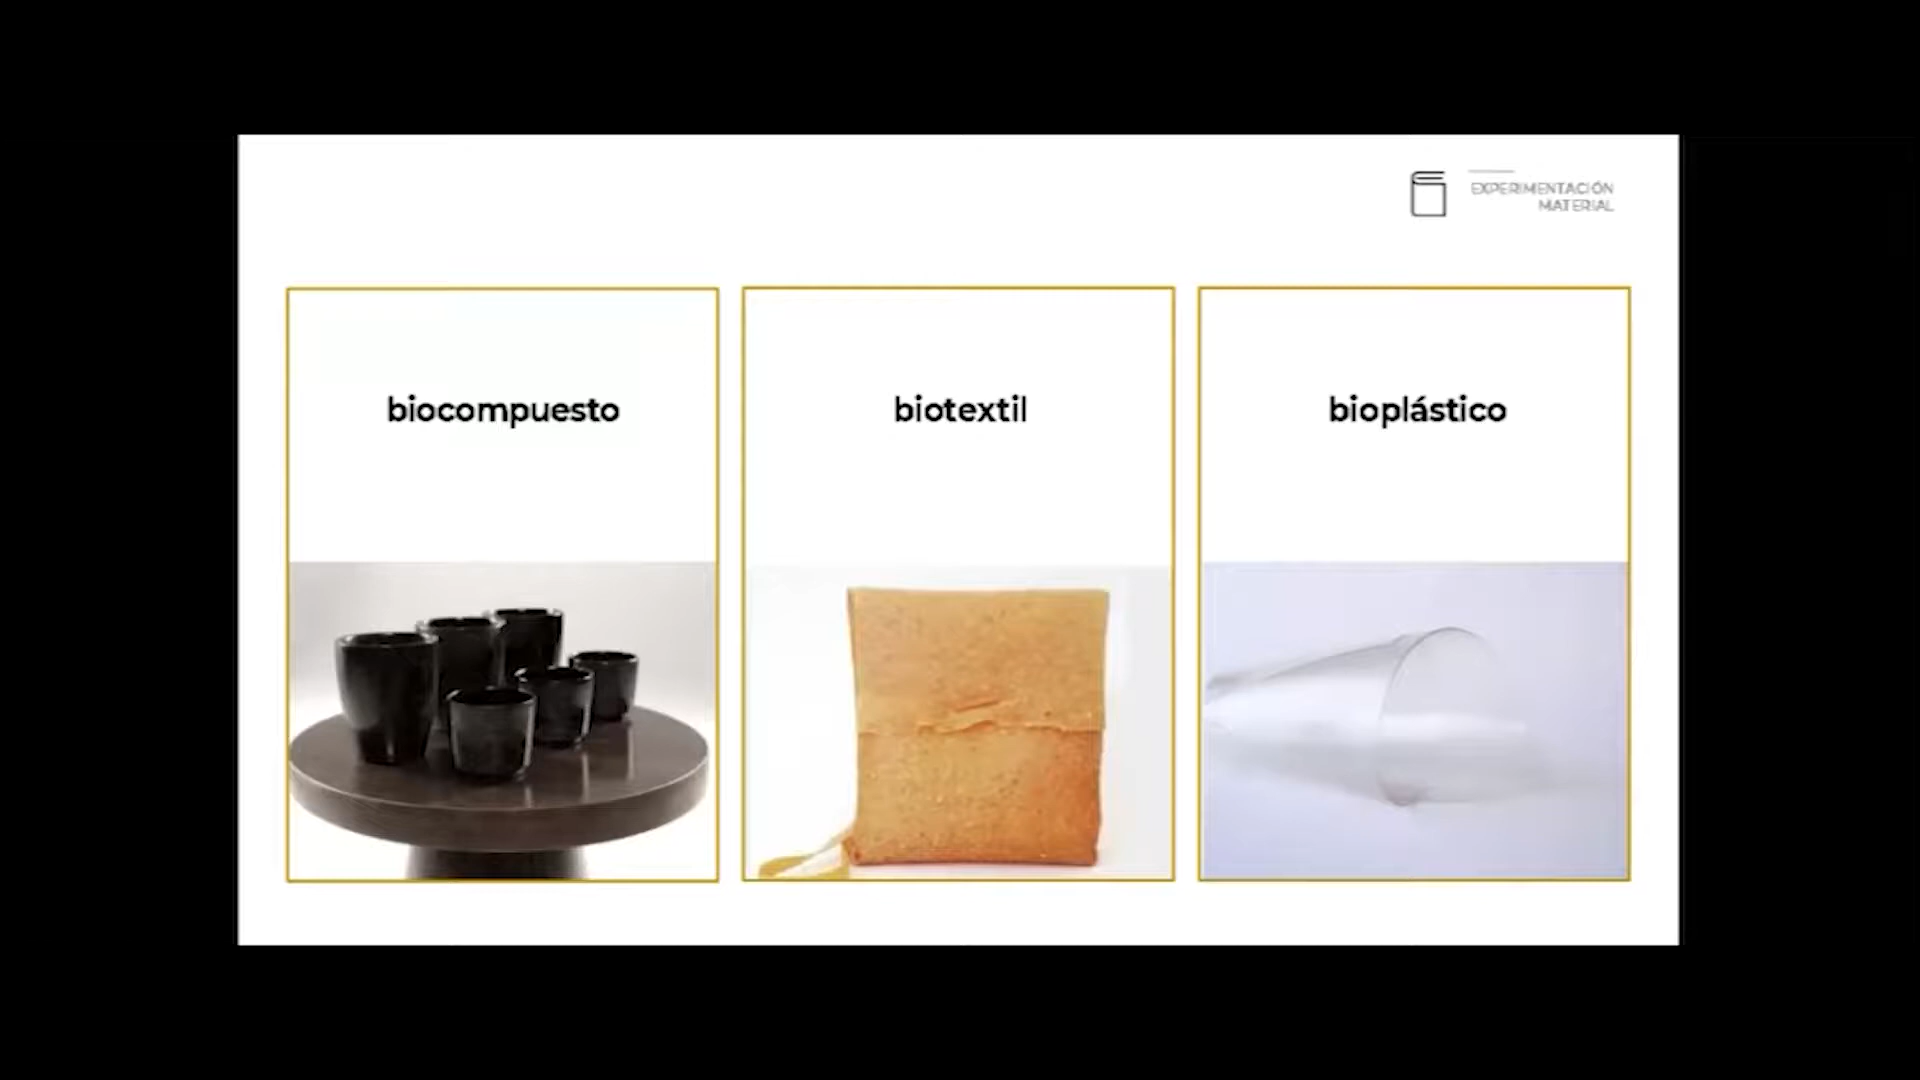 EXPERIMENTACIÓN
MATERIAL
biocompuesto
biotextil
bioplástico